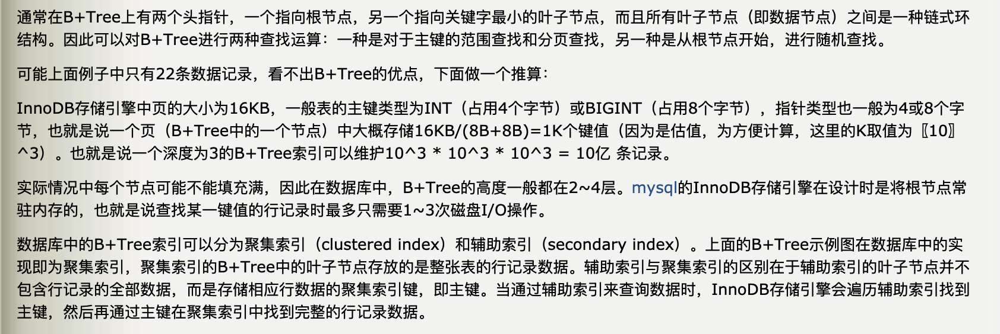 通常在B+Tree上有两个头指针，一个指向根节点，另一个指向关键字最小的叶子节点，而且所有叶子节点（即数据节点）之间是一种链式环
结构。因此可以对B+Tree进行两种查找运算：一种是对于主键的范围查找和分页查找，另一种是从根节点开始，进行随机查找。
可能上面例子中只有22条数据记录，看不出B+Tree的优点，下面做一个推算：
InnoDB存储引擎中页的大小为16KB，一般表的主键类型为INT（占用4个字节）或BIGINT（占用8个字节），指针类型也一般为4或8个字
节，也就是说一个页（B+Tree中的一个节点）中大概存储16KB/(8B+8B)=1K个键值（因为是估值，为方便计算，这里的K取值为〖10〗
^3）。也就是说一个深度为3的B+Tree索引可以维护10^3 * 10^3 * 10^3 = 10亿 条记录。
实际情况中每个节点可能不能填充满，因此在数据库中，B+Tree的高度一般都在2~4层。mysql的InnoDB存储引擎在设计时是将根节点常
驻内存的，也就是说查找某一键值的行记录时最多只需要1~3次磁盘I/O操作。
数据库中的B+Tree索引可以分为聚集索引（clustered index）和辅助索引（secondary index）。上面的B+Tree示例图在数据库中的实
现即为聚集索引，聚集索引的B+Tree中的叶子节点存放的是整张表的行记录数据。辅助索引与聚集索引的区别在于辅助索引的叶子节点并不
包含行记录的全部数据，而是存储相应行数据的聚集索引键，即主键。当通过辅助索引来查询数据时，InnoDB存储引擎会遍历辅助索引找到
主键，然后再通过主键在聚集索引中找到完整的行记录数据。